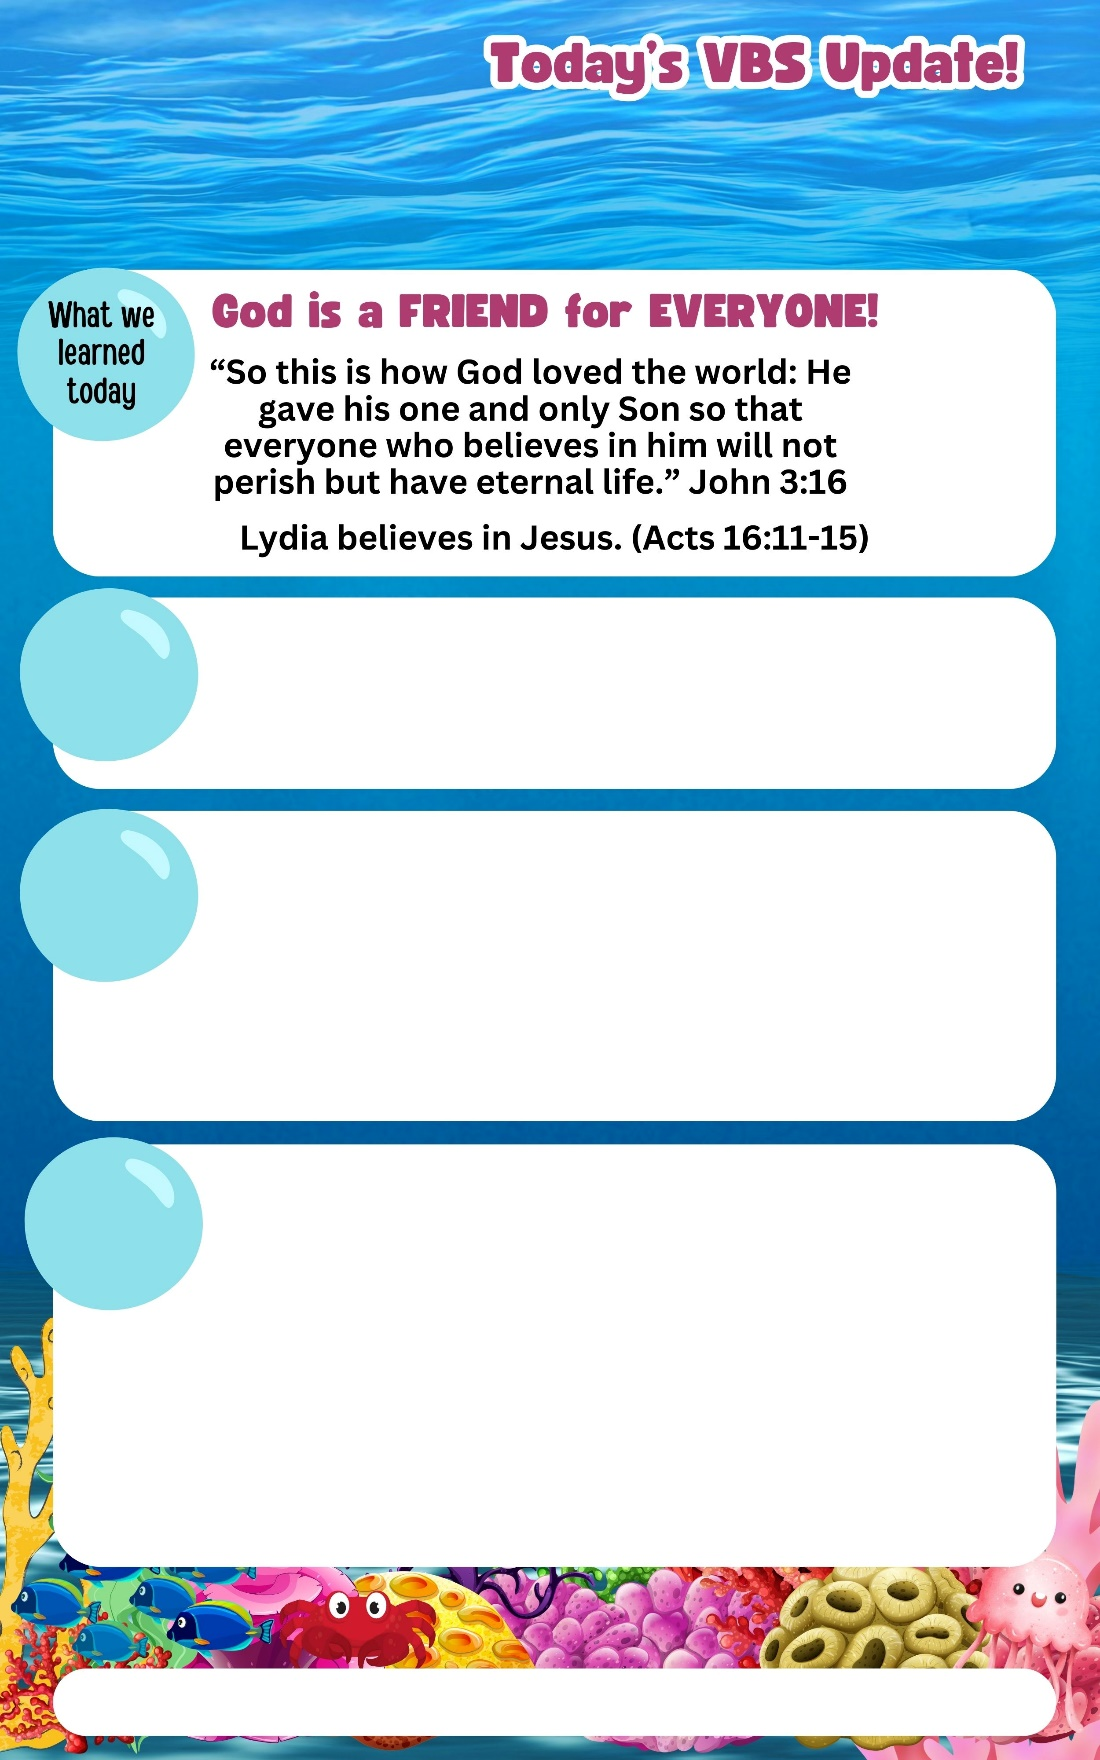 Today’s VBS Update!
What we
learned
today
God is a FRIEND for EVERYONE!
“So this is how God loved the world: He
gave his one and only Son so that
everyone who believes in him will not
perish but have eternal life.” John 3:16
Lydia believes in Jesus. (Acts 16:11-15)